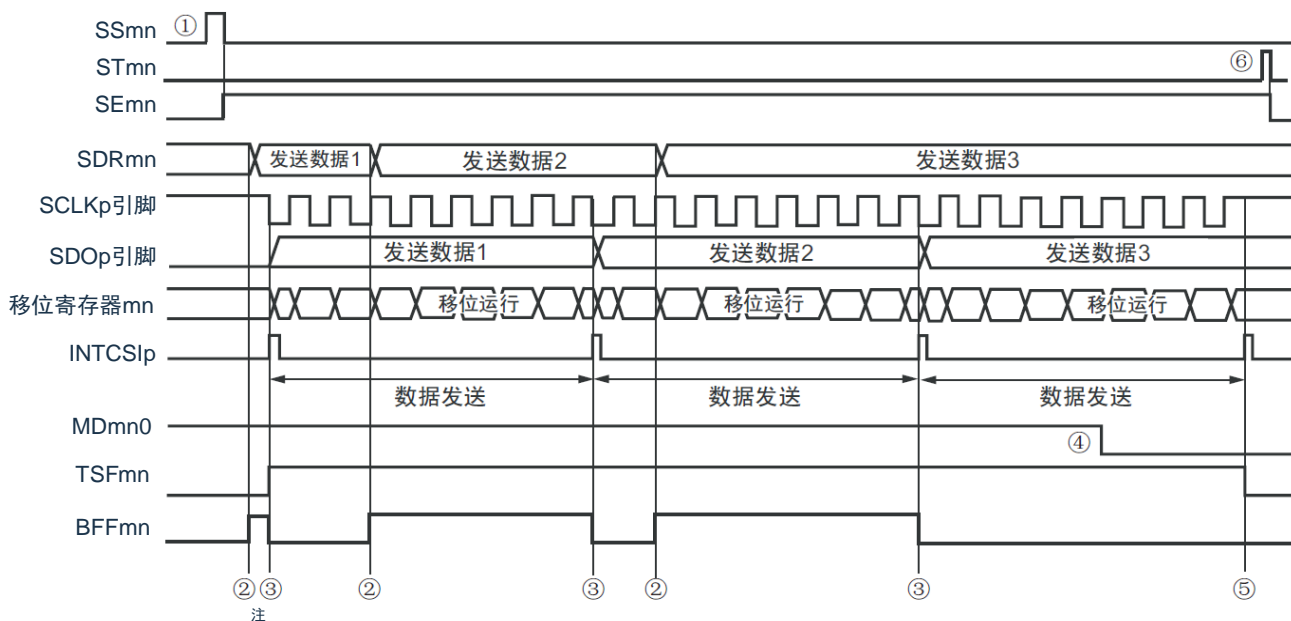 SSmn ①
STmn ⑥
SEmn
SDRmn 发送数据1 发送数据2 发送数据3
SCLKp引脚
SDOp引脚 发送数据1 发送数据2 发送数据3
移位寄存器mn 移位运行 移位运行 移位运行
INTCSIp
数据发送 数据发送 数据发送
MDmn0 ④
TSFmn
BFFmn
②③ ② ③ ② ③ ⑤
注